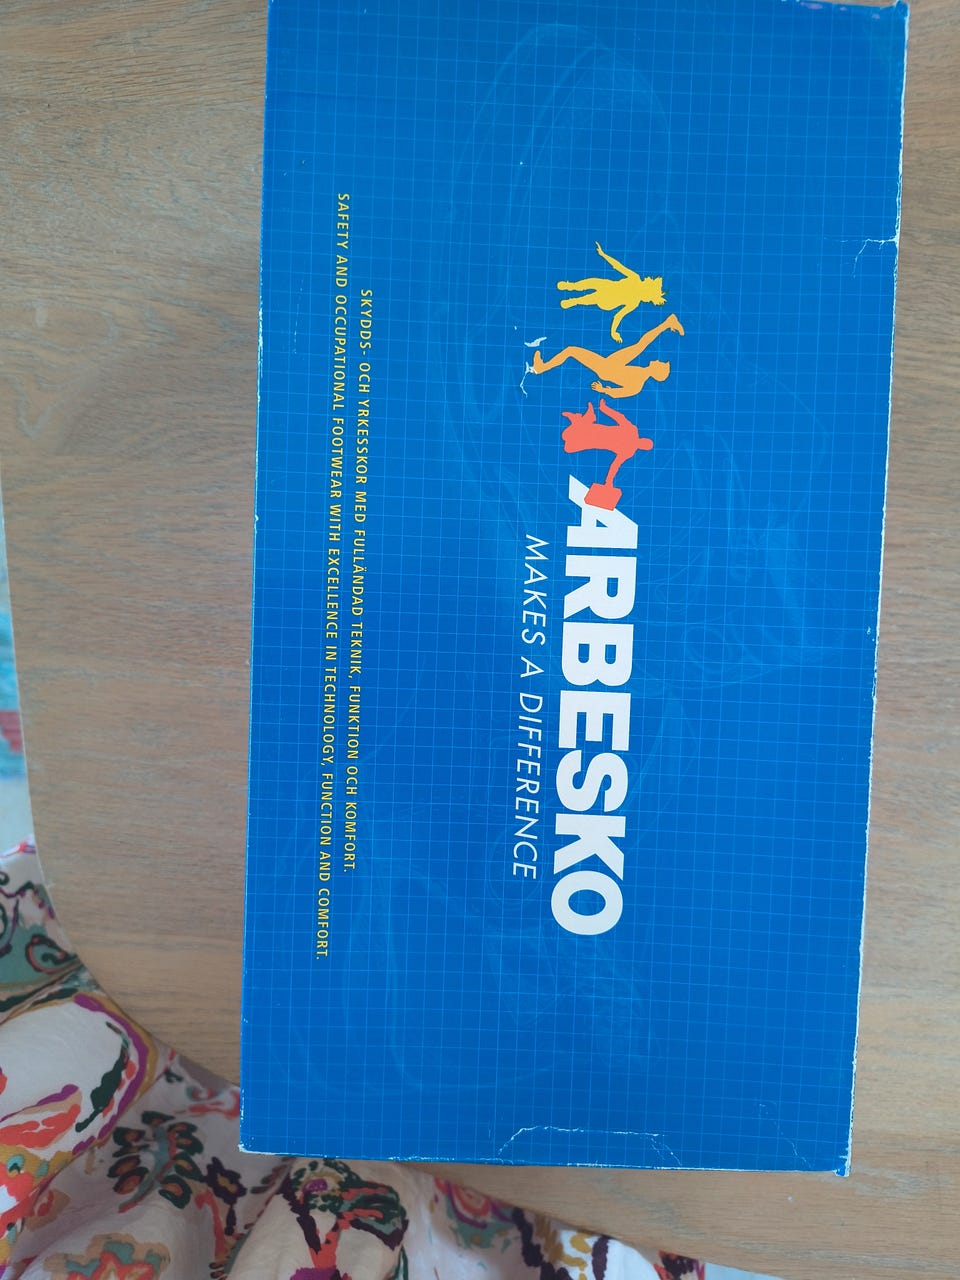 ARBESKO
MAKES A DIFFERENCE
SKYDDS- OCH YRKESSKOR MED FULLÄNDAD TEKNIK, FUNKTION OCH KOMFORT.
SAFETY AND OCCUPATIONAL FOOTWEAR WITH EXCELLENCE IN TECHNOLOGY, FUNCTION AND COMFORT.